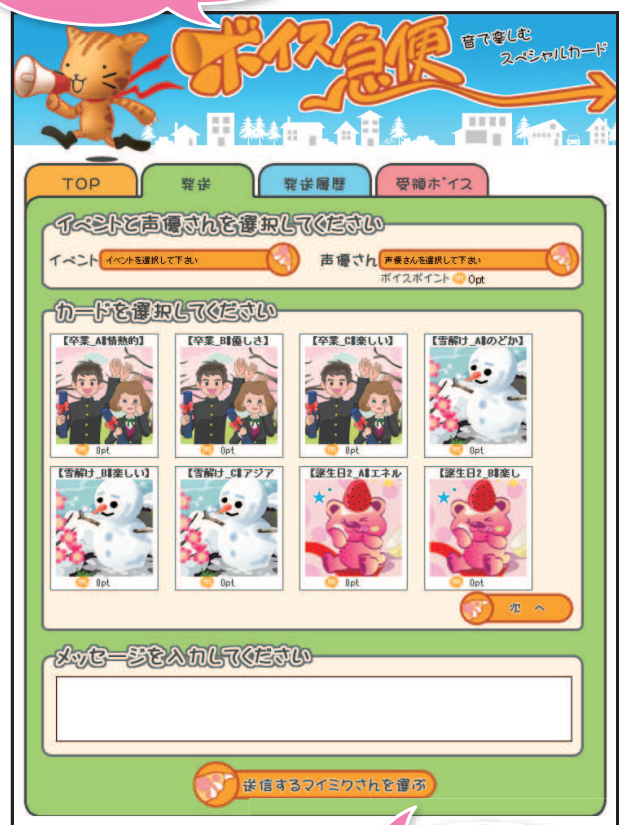 ボイス急便
音で楽しむ
スペシャルカード
TOP
発送
発送履歴
受領ボイス
イベントと声優さんを選択してください
イベント イベントを選択して下さい
声優さん 声優さんを選択して下さい
ボイスポイント 0pt
カードを選択してください
【卒業_A】情熱的】 【卒業_B】優しさ】 【卒業_C】楽しい】 【雪解け_A】のどか】
0pt 0pt 0pt 0pt
【雪解け_B】楽しい】 【雪解け_C】アジア 【誕生日2_A】エネル 【誕生日2_B】楽し
0pt 0pt 0pt 0pt
次へ
メッセージを入力してください
送信するマイミクさんを選ぶ